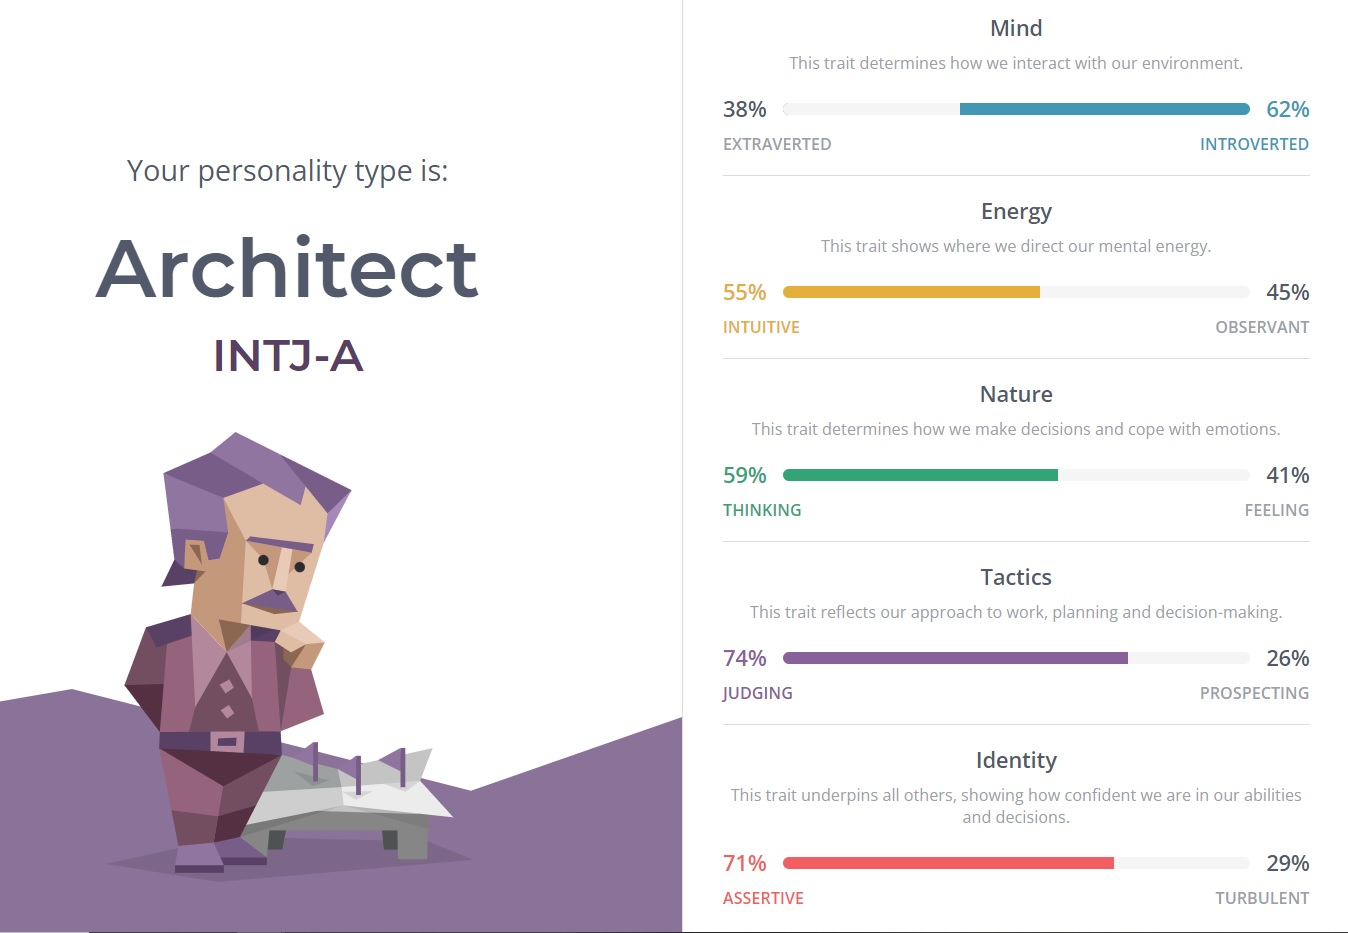 Your personality type is:
Architect
INTJ-A
Mind
This trait determines how we interact with our environment.
38% 62%
EXTRAVERTED INTROVERTED
Energy
This trait shows where we direct our mental energy.
55% 45%
INTUITIVE OBSERVANT
Nature
This trait determines how we make decisions and cope with emotions.
59% 41%
THINKING FEELING
Tactics
This trait reflects our approach to work, planning and decision-making.
74% 26%
JUDGING PROSPECTING
Identity
This trait underpins all others, showing how confident we are in our abilities
and decisions.
71% 29%
ASSERTIVE TURBULENT